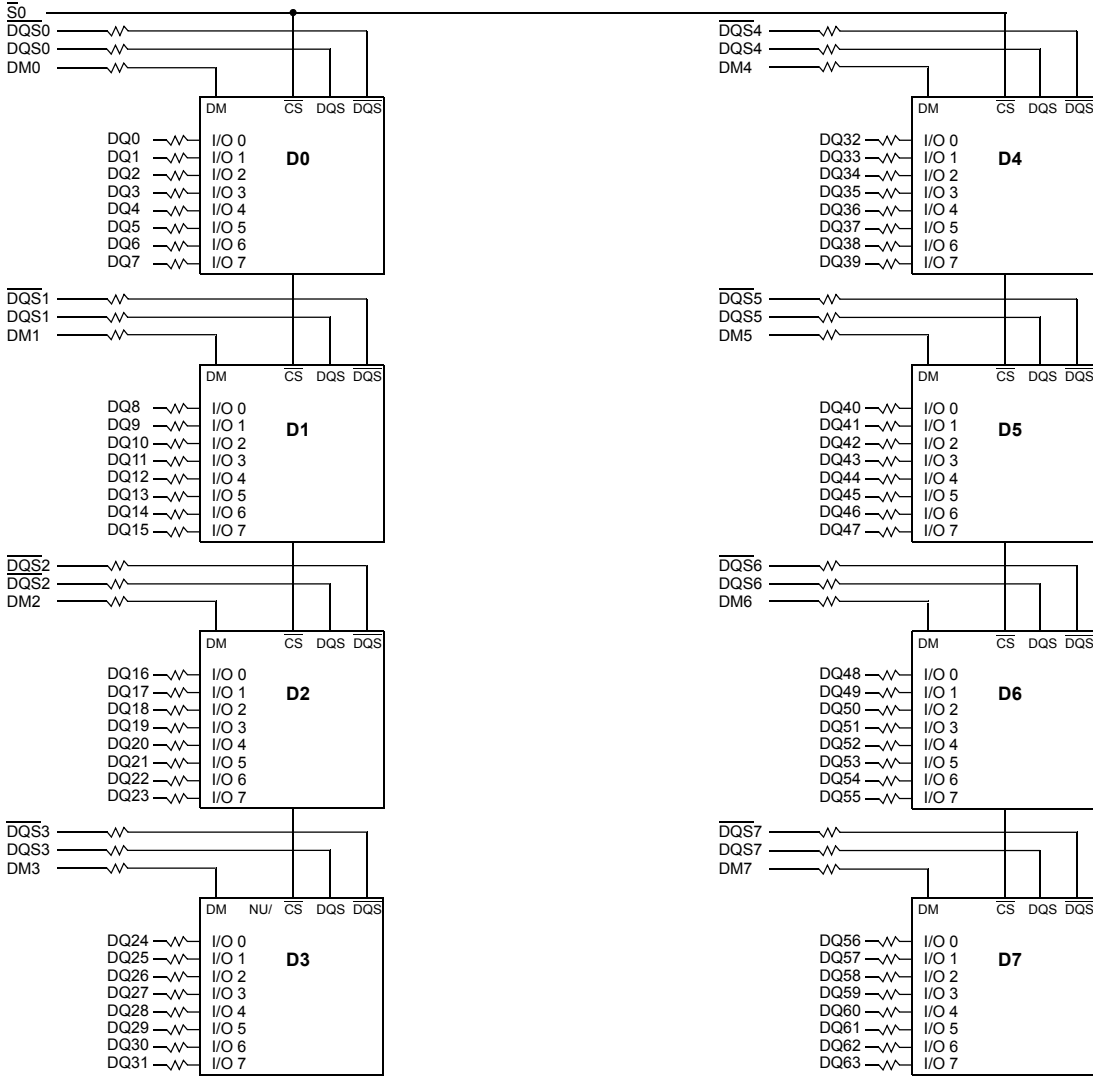 S0
DQS0
DQS0
DM0
DM CS DQS DQS
DQ0 I/O 0
DQ1 I/O 1 D0
DQ2 I/O 2
DQ3 I/O 3
DQ4 I/O 4
DQ5 I/O 5
DQ6 I/O 6
DQ7 I/O 7
DQS1
DQS1
DM1
DM CS DQS DQS
DQ8 I/O 0
DQ9 I/O 1 D1
DQ10 I/O 2
DQ11 I/O 3
DQ12 I/O 4
DQ13 I/O 5
DQ14 I/O 6
DQ15 I/O 7
DQS2
DQS2
DM2
DM CS DQS DQS
DQ16 I/O 0
DQ17 I/O 1 D2
DQ18 I/O 2
DQ19 I/O 3
DQ20 I/O 4
DQ21 I/O 5
DQ22 I/O 6
DQ23 I/O 7
DQS3
DQS3
DM3
DM NU/ CS DQS DQS
DQ24 I/O 0
DQ25 I/O 1 D3
DQ26 I/O 2
DQ27 I/O 3
DQ28 I/O 4
DQ29 I/O 5
DQ30 I/O 6
DQ31 I/O 7
DQS4
DQS4
DM4
DM CS DQS DQS
DQ32 I/O 0
DQ33 I/O 1 D4
DQ34 I/O 2
DQ35 I/O 3
DQ36 I/O 4
DQ37 I/O 5
DQ38 I/O 6
DQ39 I/O 7
DQS5
DQS5
DM5
DM CS DQS DQS
DQ40 I/O 0
DQ41 I/O 1 D5
DQ42 I/O 2
DQ43 I/O 3
DQ44 I/O 4
DQ45 I/O 5
DQ46 I/O 6
DQ47 I/O 7
DQS6
DQS6
DM6
DM CS DQS DQS
DQ48 I/O 0
DQ49 I/O 1 D6
DQ50 I/O 2
DQ51 I/O 3
DQ52 I/O 4
DQ53 I/O 5
DQ54 I/O 6
DQ55 I/O 7
DQS7
DQS7
DM7
DM CS DQS DQS
DQ56 I/O 0
DQ57 I/O 1 D7
DQ58 I/O 2
DQ59 I/O 3
DQ60 I/O 4
DQ61 I/O 5
DQ62 I/O 6
DQ63 I/O 7